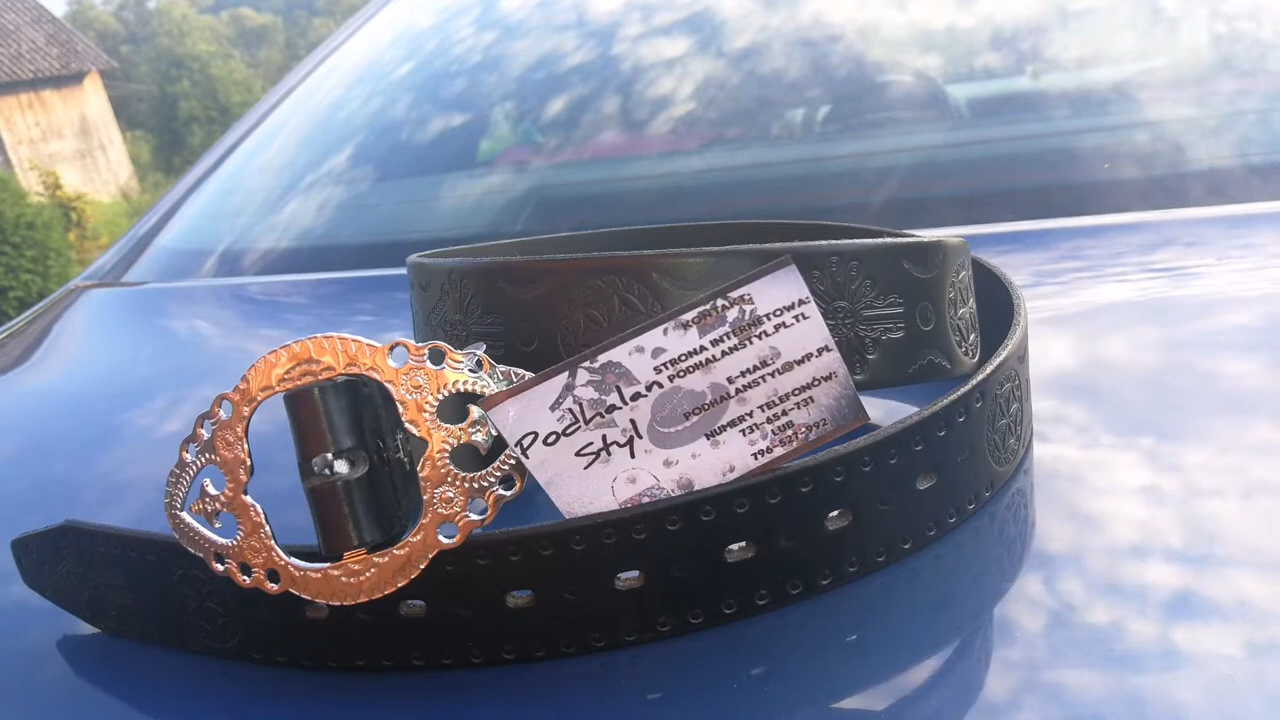 Podhalan
Styl
KONTAKT:
STRONA INTERNETOWA:
PODHALANSTYL.PL.TL
E-MAIL:
PODHALANSTYL@WP.PL
NUMERY TELEFONÓW:
731-654-731
LUB
796-527-992